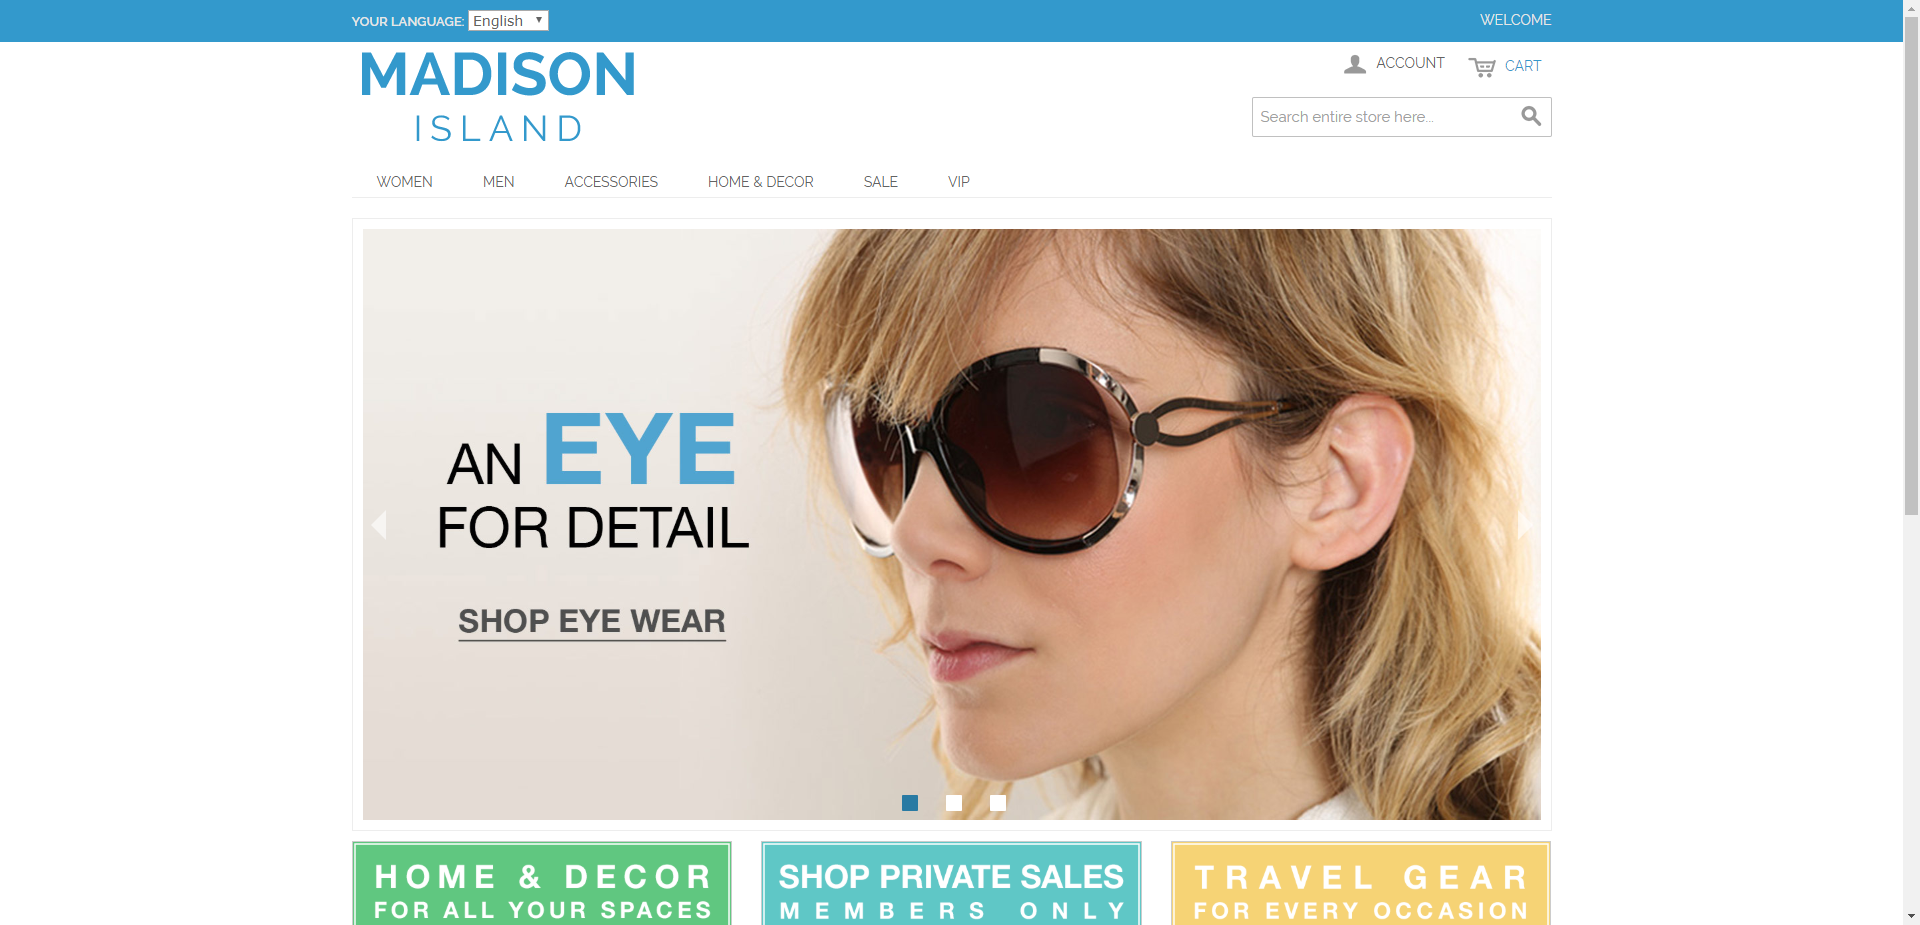 YOUR LANGUAGE: English
WELCOME
MADISON
ISLAND
ACCOUNT
CART
Search entire store here...
WOMEN
MEN
ACCESSORIES
HOME & DECOR
SALE
VIP
AN EYE
FOR DETAIL
SHOP EYE WEAR
HOME & DECOR
FOR ALL YOUR SPACES
SHOP PRIVATE SALES
MEMBERS ONLY
TRAVEL GEAR
FOR EVERY OCCASION